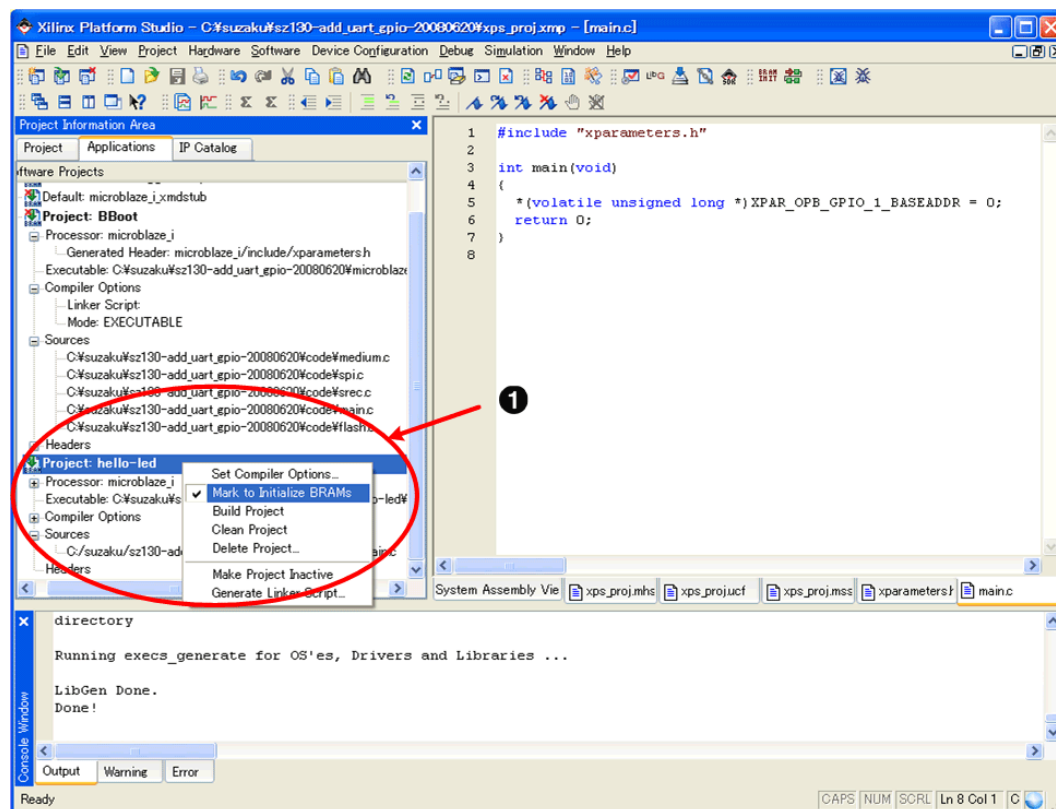 Xilinx Platform Studio - C:¥suzaku¥sz130-add_uart_gpio-20080620¥xps_proj.xmp - [main.c]
File Edit View Project Hardware Software Device Configuration Debug Simulation Window Help
Project Information Area
Project Applications IP Catalog
ftware Projects
Default: microblaze_i_xmdstub
Project: BBoot
Processor: microblaze_i
Generated Header: microblaze_i/include/xparameters.h
Executable: C:¥suzaku¥sz130-add_uart_gpio-20080620¥microblaze
Compiler Options
Linker Script:
Mode: EXECUTABLE
Sources
C:¥suzaku¥sz130-add_uart_gpio-20080620¥code¥medium.c
C:¥suzaku¥sz130-add_uart_gpio-20080620¥code¥spi.c
C:¥suzaku¥sz130-add_uart_gpio-20080620¥code¥srec.c
C:¥suzaku¥sz130-add_uart_gpio-20080620¥code¥main.c
C:¥suzaku¥sz130-add_uart_gpio-20080620¥code¥flash.c
Headers
Project: hello-led
Processor: microblaze_i
Executable: C:¥suzaku¥s
o-led¥
Compiler Options
Sources
C:/suzaku/sz130-ad
ain.c
Headers
Set Compiler Options...
Mark to Initialize BRAMs
Build Project
Clean Project
Delete Project...
Make Project Inactive
Generate Linker Script...
1 #include "xparameters.h"
2
3 int main(void)
4 {
5 *(volatile unsigned long *)XPAR_OPB_GPIO_1_BASEADDR = 0;
6 return 0;
7 }
8
❶
System Assembly Vie xps_proj.mhs xps_proj.ucf xps_proj.mss xparameters.h main.c
directory
Running execs_generate for OS'es, Drivers and Libraries ...
LibGen Done.
Done!
Console Window
Output Warning Error
Ready CAPS NUM SCRL Ln 8 Col 1 C